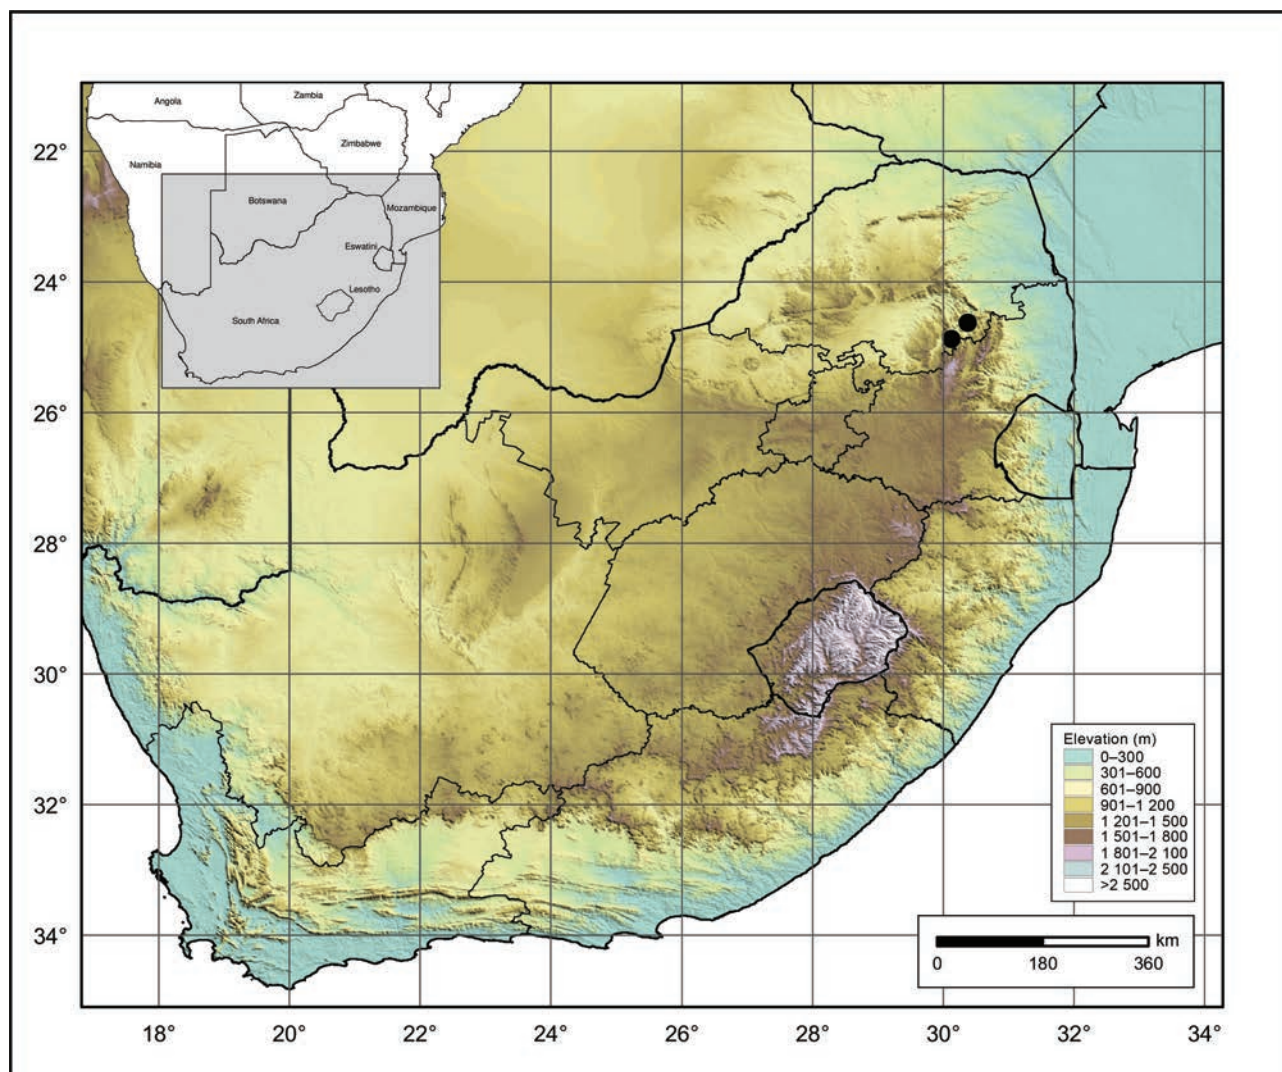 Angola
Zambia
Zimbabwe
Namibia
Botswana
Mozambique
Eswatini
Lesotho
South Africa
22°
24°
26°
28°
30°
32°
34°
Elevation (m)
0–300
301–600
601–900
901–1 200
1 201–1 500
1 501–1 800
1 801–2 100
2 101–2 500
>2 500
km
0 180 360
18° 20° 22° 24° 26° 28° 30° 32° 34°